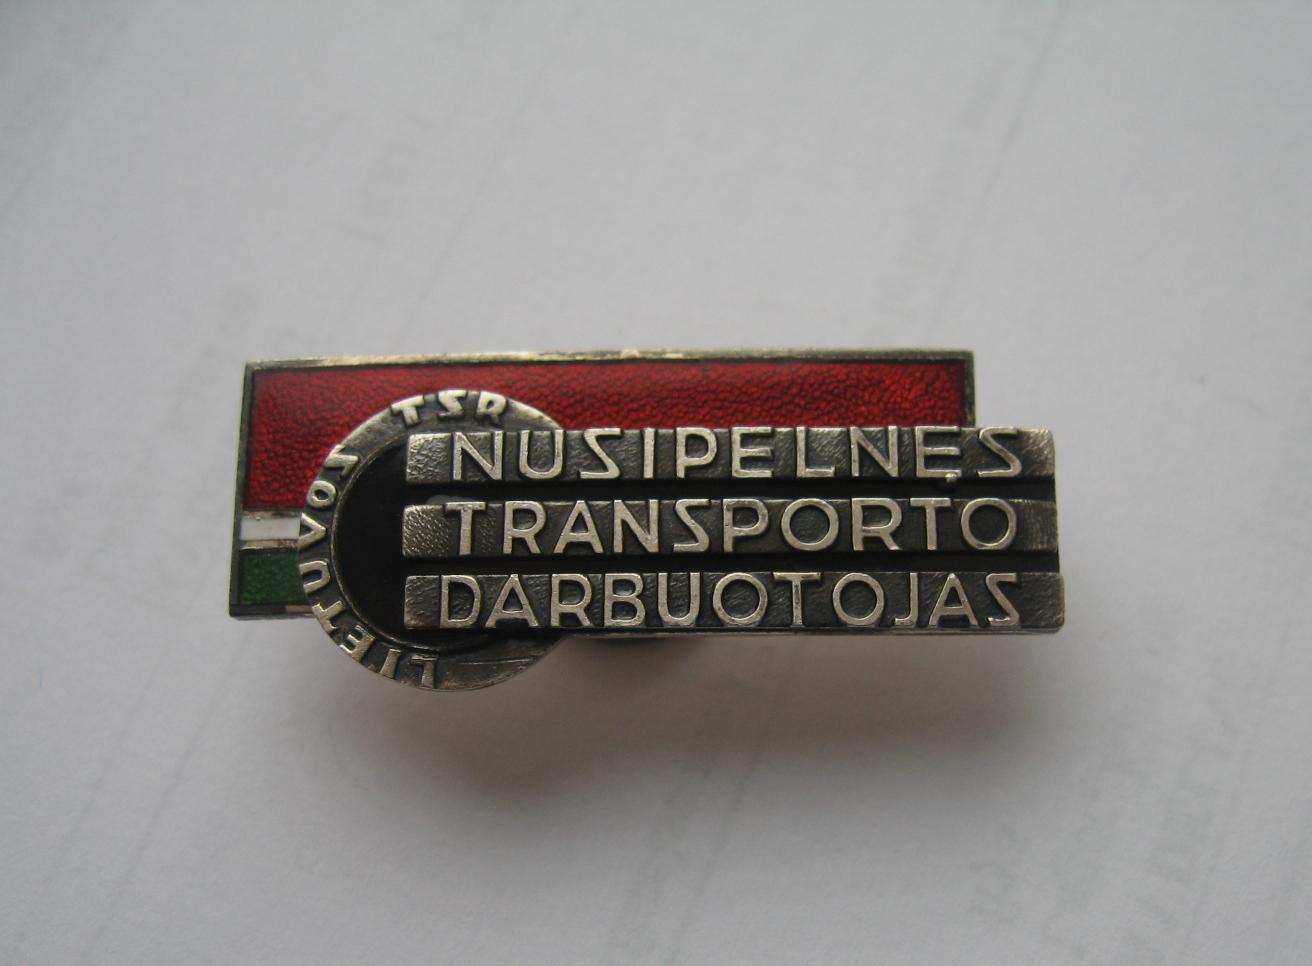 LIETUVOS TSR
NUSIPELNĘS
TRANSPORTO
DARBUOTOJAS